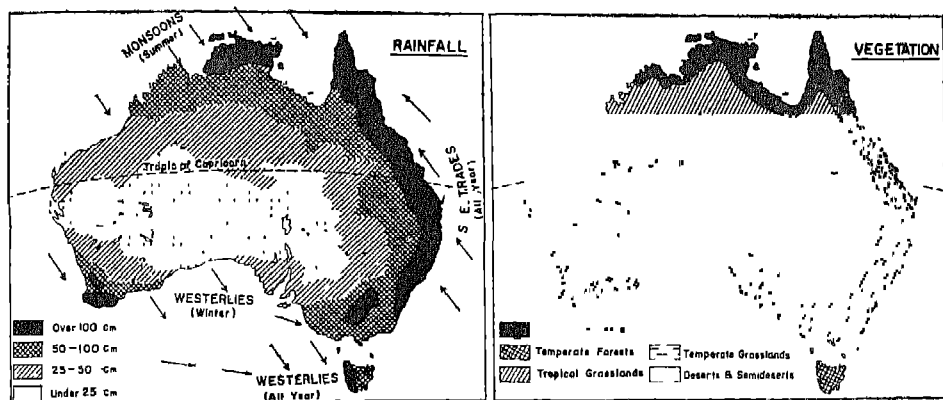 MONSOONS
(Summer)
RAINFALL
Tropic of Capricorn
S. E. TRADES
(All Year)
WESTERLIES
(Winter)
WESTERLIES
(All Year)
Over 100 Cm
50-100 Cm
25-50 Cm
Under 25 Cm
VEGETATION
Temperate Forests
Temperate Grasslands
Tropical Grasslands
Deserts & Semideserts